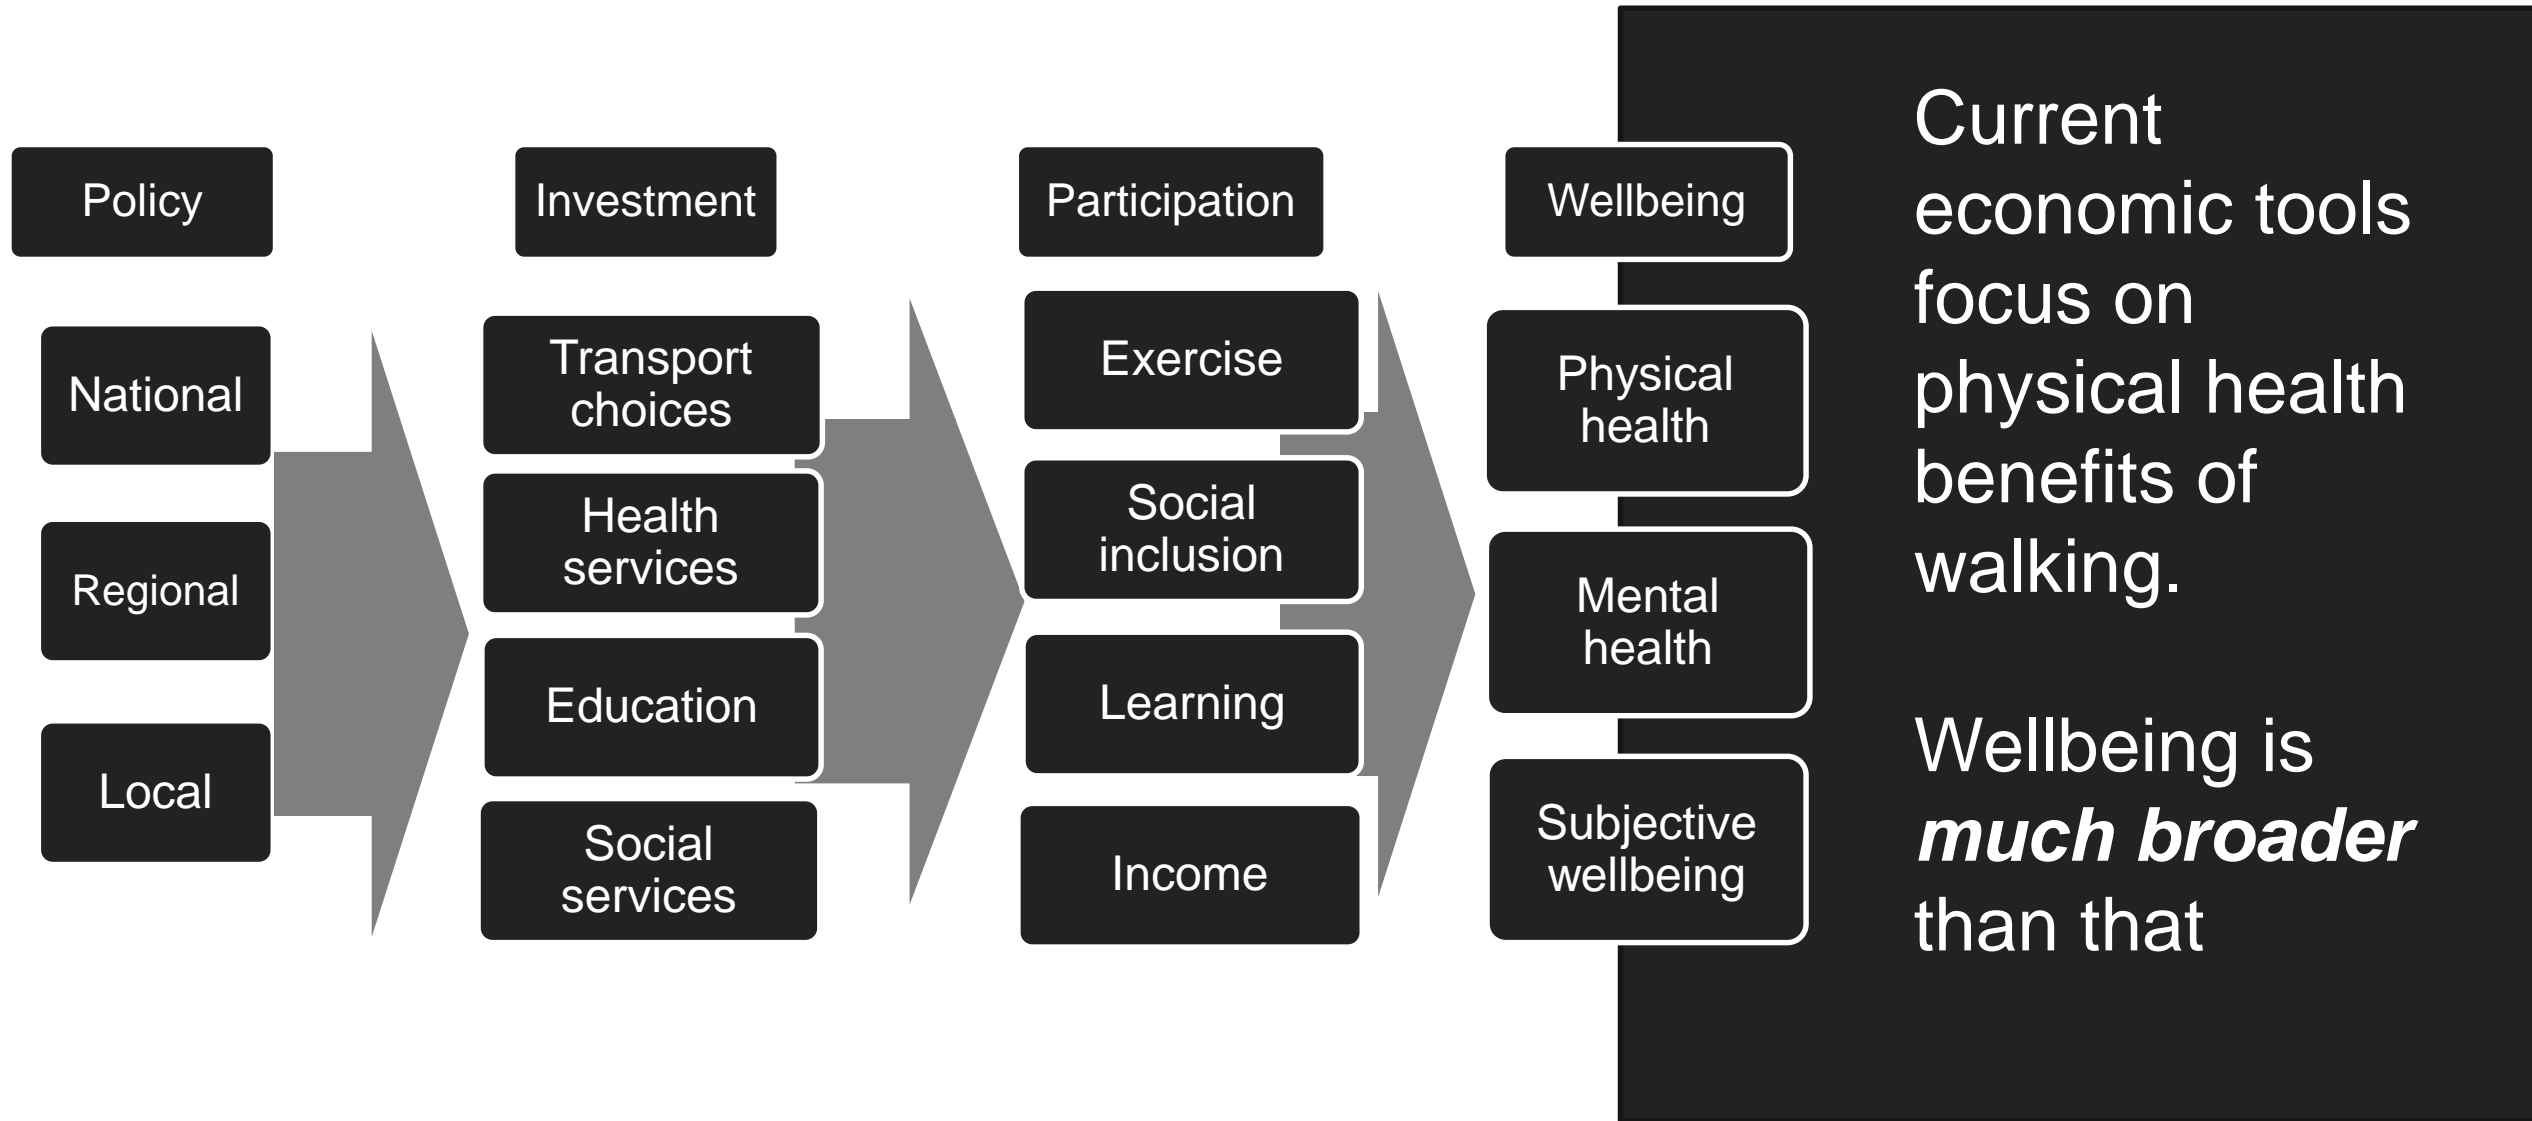 Policy
National
Regional
Local
Investment
Transport
choices
Health
services
Education
Social
services
Participation
Exercise
Social
inclusion
Learning
Income
Wellbeing
Physical
health
Mental
health
Subjective
wellbeing
Current
economic tools
focus on
physical health
benefits of
walking.
Wellbeing is
much broader
than that